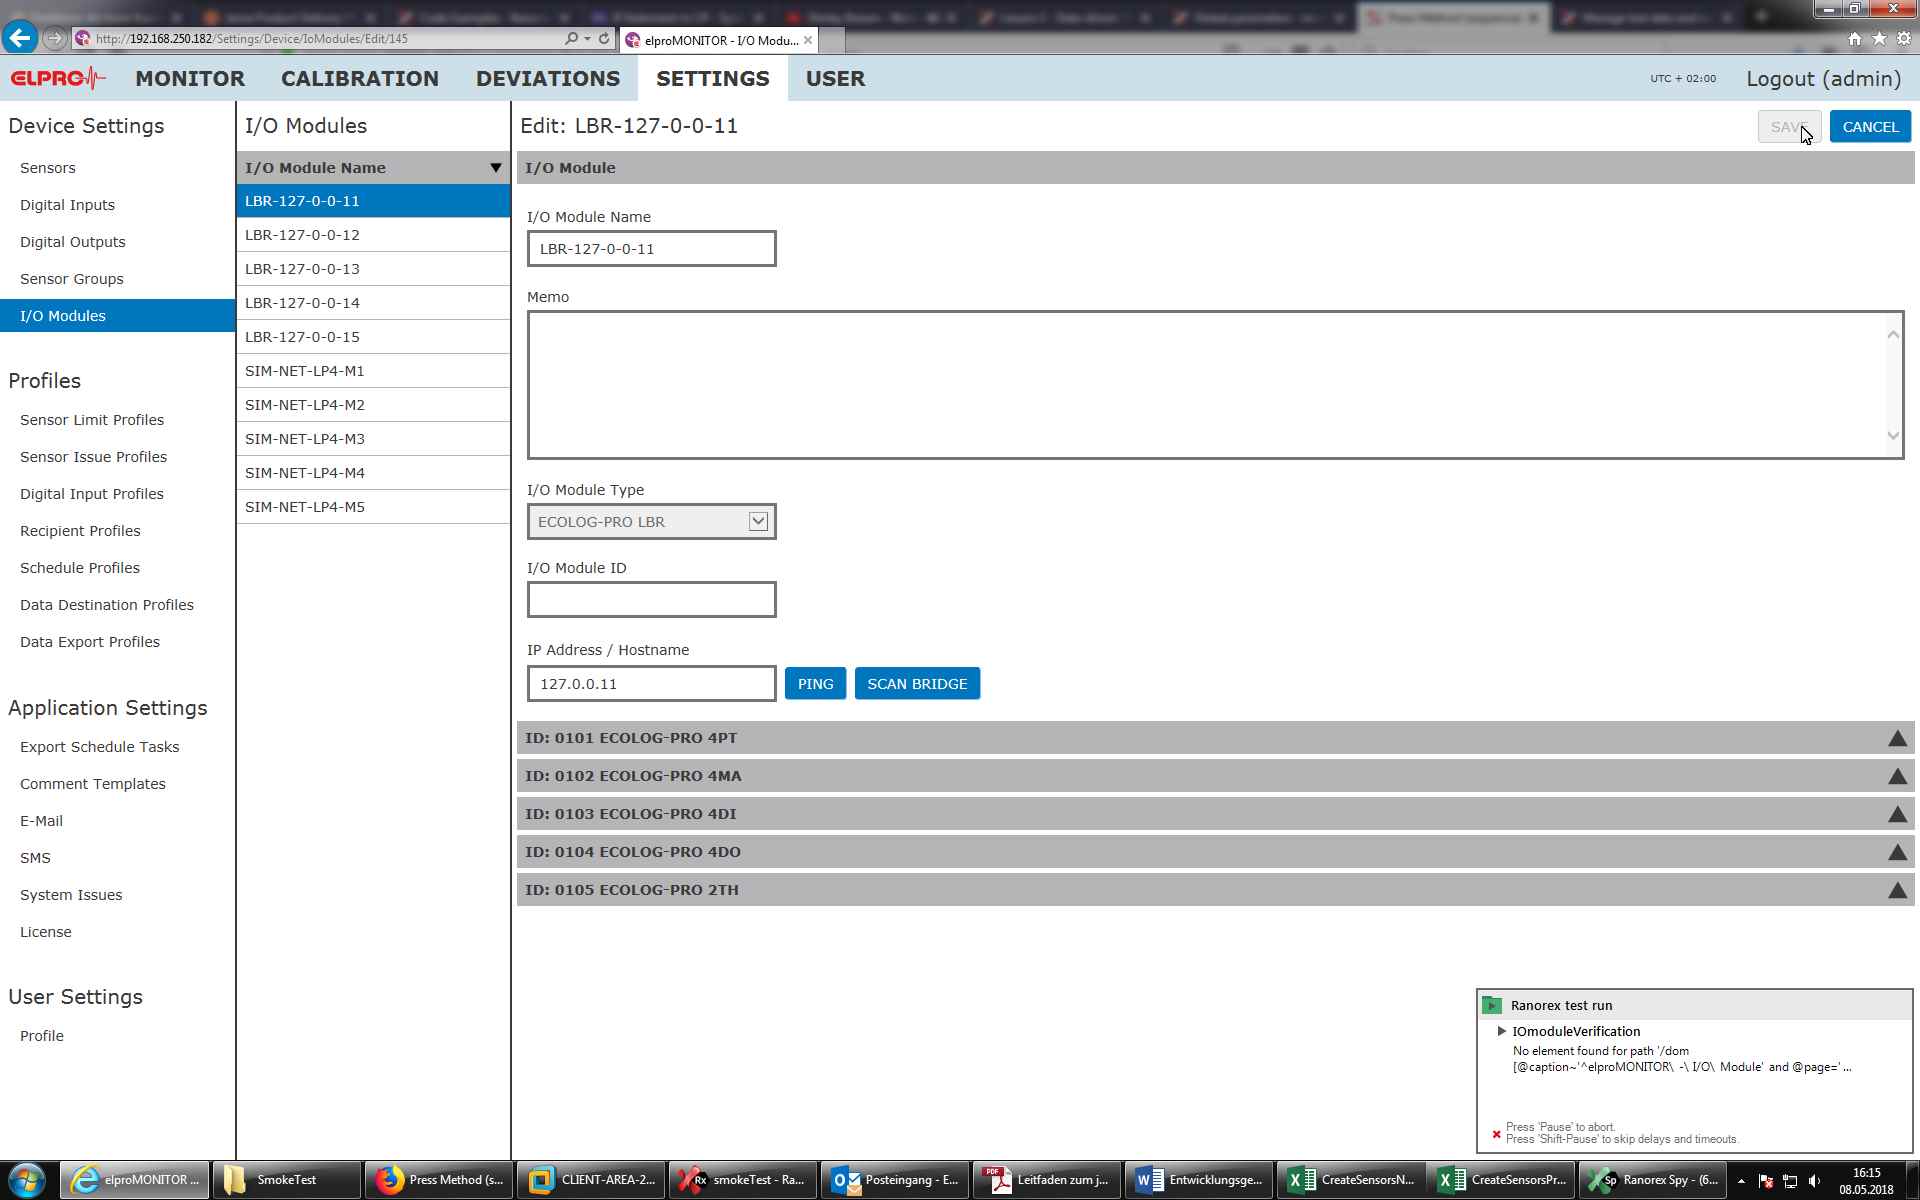 http://192.168.250.182/Settings/Device/IoModules/Edit/145
elproMONITOR - I/O Modu...
ELPRO
MONITOR
CALIBRATION
DEVIATIONS
SETTINGS
USER
UTC + 02:00
Logout (admin)
Device Settings
Sensors
Digital Inputs
Digital Outputs
Sensor Groups
I/O Modules
Profiles
Sensor Limit Profiles
Sensor Issue Profiles
Digital Input Profiles
Recipient Profiles
Schedule Profiles
Data Destination Profiles
Data Export Profiles
Application Settings
Export Schedule Tasks
Comment Templates
E-Mail
SMS
System Issues
License
User Settings
Profile
I/O Modules
I/O Module Name
LBR-127-0-0-11
LBR-127-0-0-12
LBR-127-0-0-13
LBR-127-0-0-14
LBR-127-0-0-15
SIM-NET-LP4-M1
SIM-NET-LP4-M2
SIM-NET-LP4-M3
SIM-NET-LP4-M4
SIM-NET-LP4-M5
Edit: LBR-127-0-0-11
SAVE
CANCEL
I/O Module
I/O Module Name
LBR-127-0-0-11
Memo
I/O Module Type
ECOLOG-PRO LBR
I/O Module ID
IP Address / Hostname
127.0.0.11
PING
SCAN BRIDGE
ID: 0101 ECOLOG-PRO 4PT
ID: 0102 ECOLOG-PRO 4MA
ID: 0103 ECOLOG-PRO 4DI
ID: 0104 ECOLOG-PRO 4DO
ID: 0105 ECOLOG-PRO 2TH
Ranorex test run
IOmoduleVerification
No element found for path '/dom
[@caption~'^elproMONITOR\ -\ I/O\ Module' and @page=' ...
Press 'Pause' to abort.
Press 'Shift-Pause' to skip delays and timeouts.
elproMONITOR ...
SmokeTest
Press Method (s...
CLIENT-AREA-2...
smokeTest - Ra...
Posteingang - E...
Leitfaden zum j...
Entwicklungsge...
CreateSensorsN...
CreateSensorsPr...
Ranorex Spy - (6...
16:15
08.05.2018